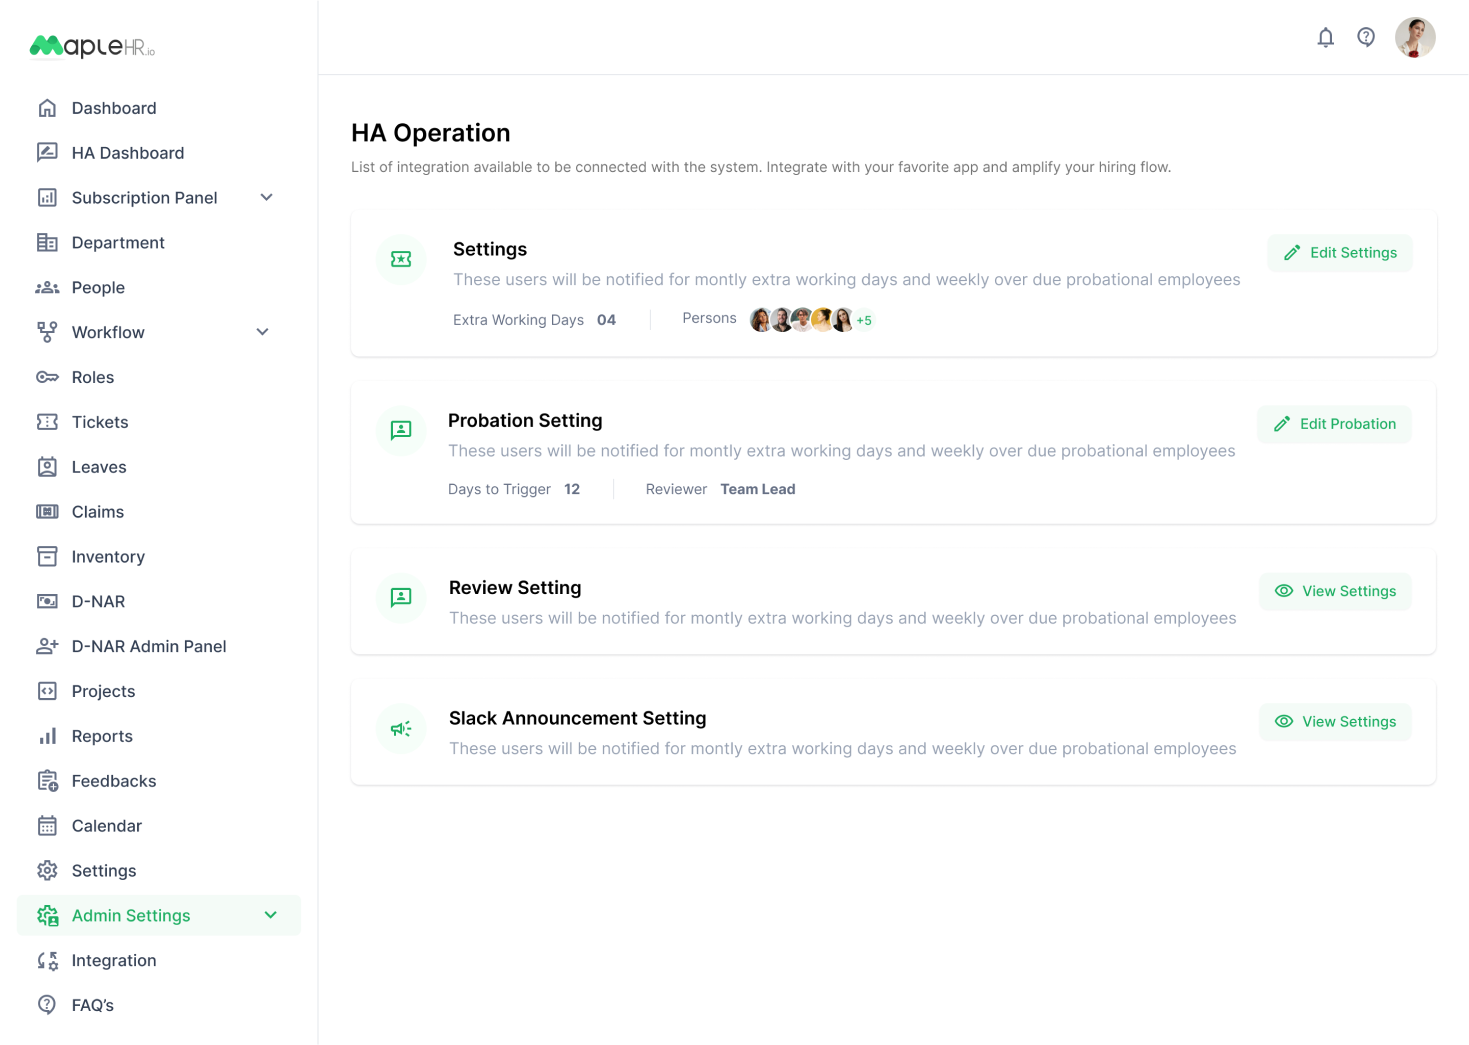 MapleHR.io
Dashboard
HA Dashboard
Subscription Panel
Department
People
Workflow
Roles
Tickets
Leaves
Claims
Inventory
D-NAR
D-NAR Admin Panel
Projects
Reports
Feedbacks
Calendar
Settings
Admin Settings
Integration
FAQ's
HA Operation
List of integration available to be connected with the system. Integrate with your favorite app and amplify your hiring flow.
Settings
Edit Settings
These users will be notified for montly extra working days and weekly over due probational employees
Extra Working Days 04 Persons +5
Probation Setting
Edit Probation
These users will be notified for montly extra working days and weekly over due probational employees
Days to Trigger 12 Reviewer Team Lead
Review Setting
View Settings
These users will be notified for montly extra working days and weekly over due probational employees
Slack Announcement Setting
View Settings
These users will be notified for montly extra working days and weekly over due probational employees